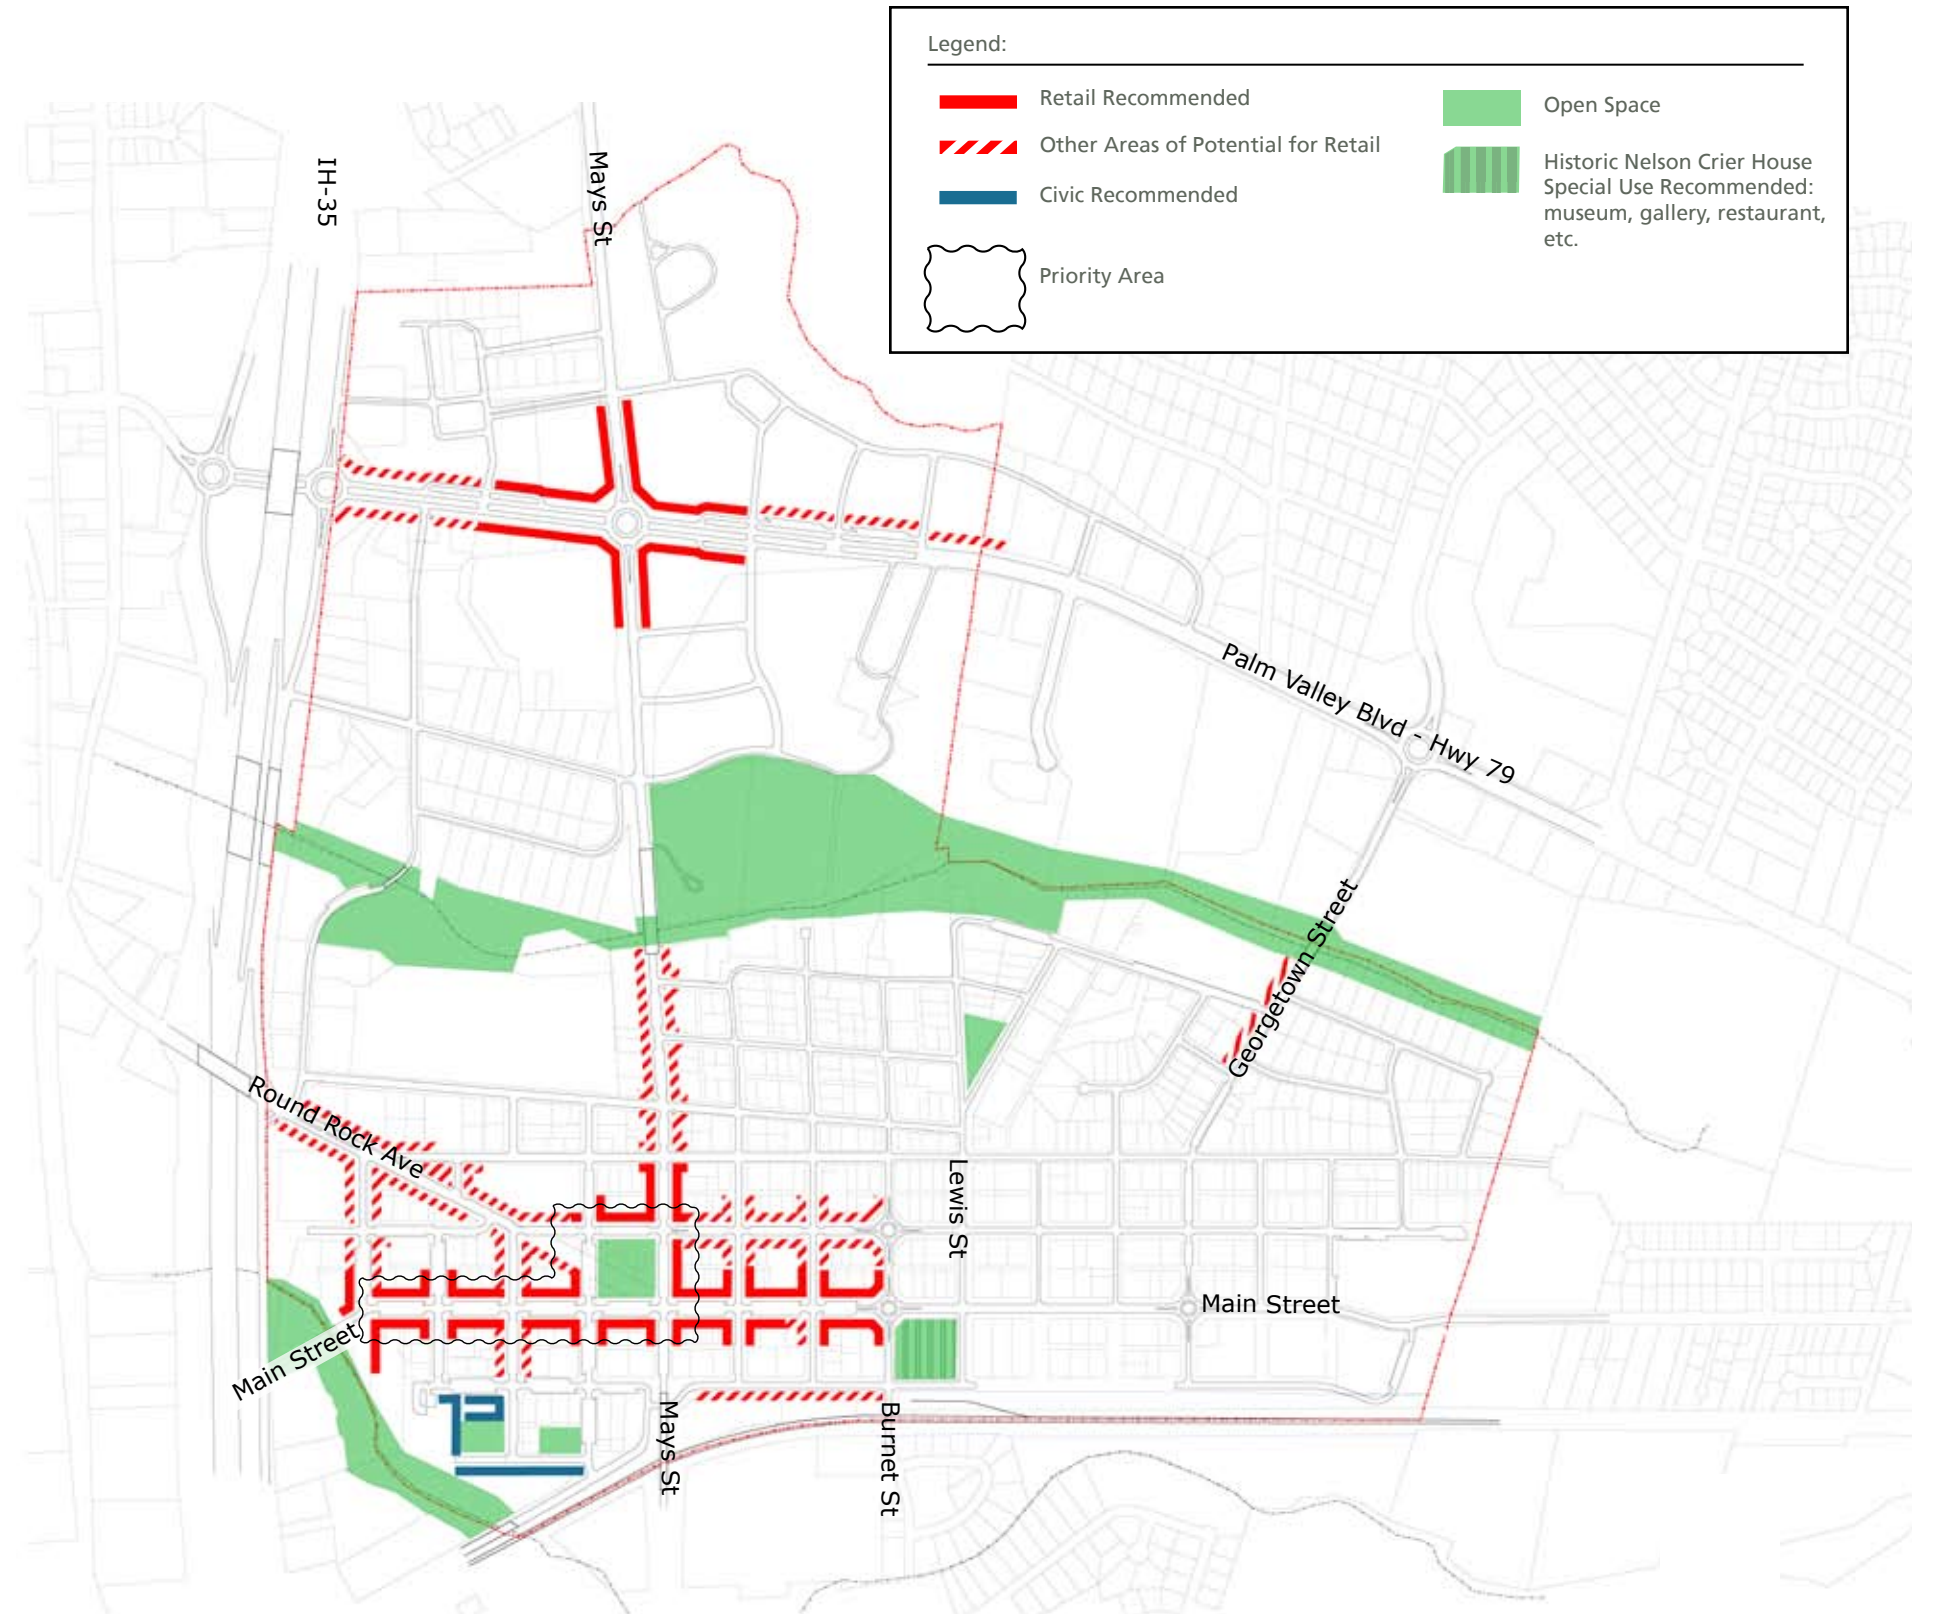 Legend:
Retail Recommended
Other Areas of Potential for Retail
Civic Recommended
Priority Area
Open Space
Historic Nelson Crier House
Special Use Recommended:
museum, gallery, restaurant,
etc.
IH-35
Mays St
Palm Valley Blvd - Hwy 79
Georgetown Street
Round Rock Ave
Lewis St
Main Street
Main Street
Mays St
Burnet St